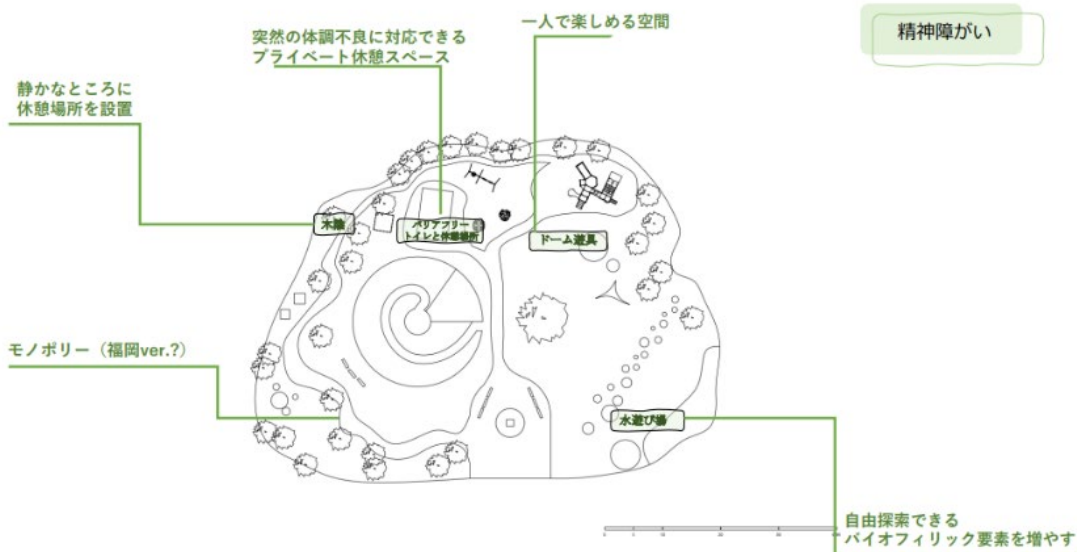 一人で楽しめる空間
精神障がい
突然の体調不良に対応できる
プライベート休憩スペース
静かなところに
休憩場所を設置
木陰
バリアフリー
トイレと休憩場所
ドーム遊具
モノポリー（福岡ver.?）
水遊び場
自由探索できる
バイオフィリック要素を増やす